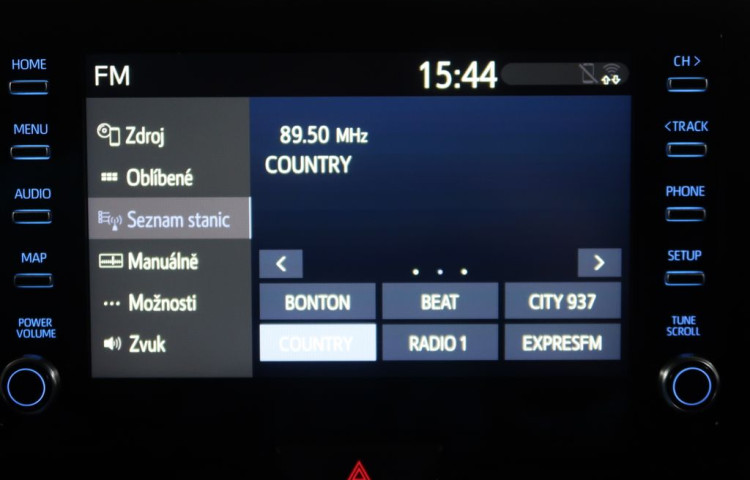 HOME
MENU
AUDIO
MAP
POWER
VOLUME
FM
15:44
Zdroj
Oblíbené
Seznam stanic
Manuálně
Možnosti
Zvuk
89.50 MHz
COUNTRY
< >
BONTON BEAT CITY 937
COUNTRY RADIO 1 EXPRESFM
CH >
< TRACK
PHONE
SETUP
TUNE
SCROLL